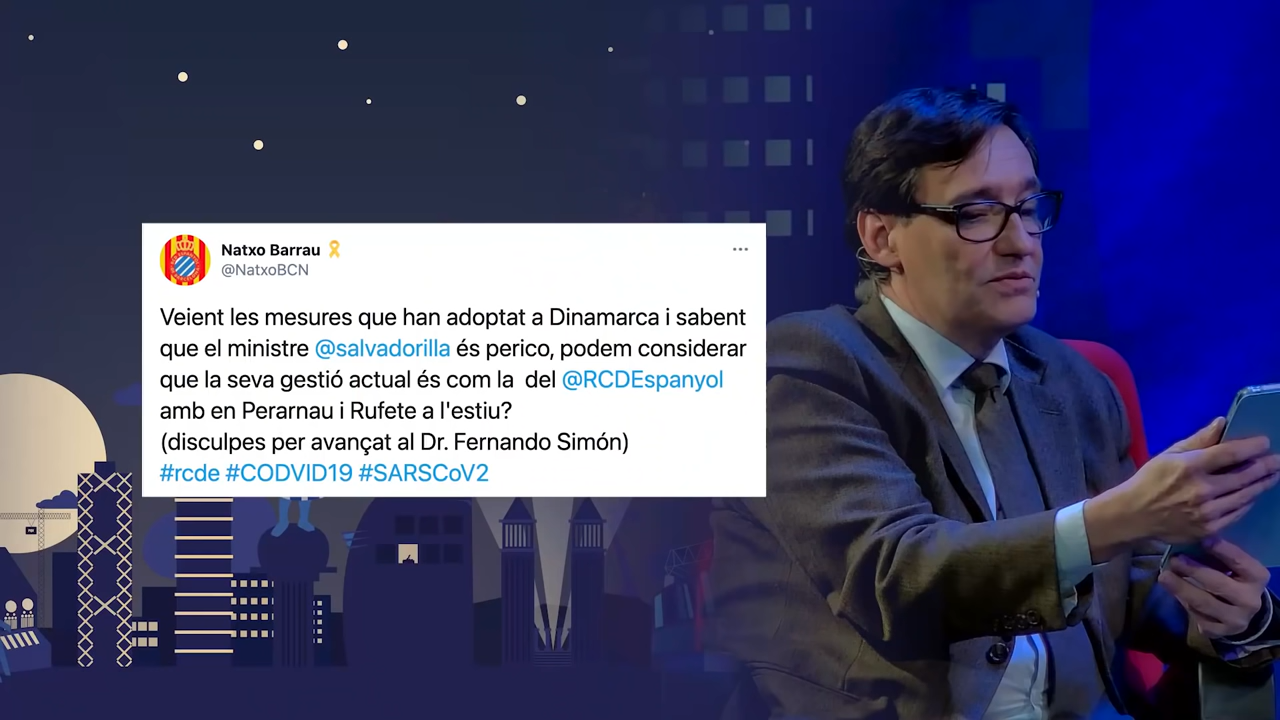 Natxo Barrau
@NatxoBCN
Veient les mesures que han adoptat a Dinamarca i sabent
que el ministre @salvadorilla és perico, podem considerar
que la seva gestió actual és com la del @RCDEspanyol
amb en Perarnau i Rufete a l'estiu?
(disculpes per avançat al Dr. Fernando Simón)
#rcde #CODVID19 #SARSCoV2